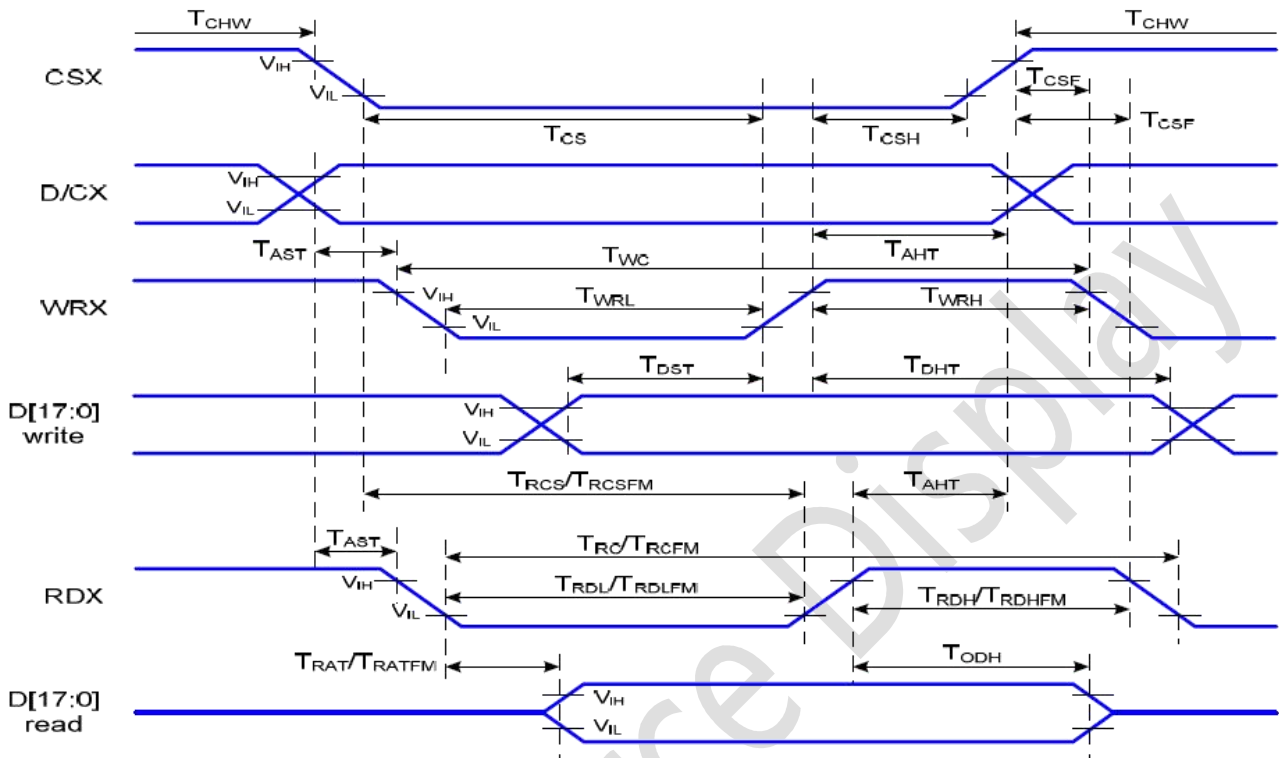 TCHW TCHW
CSX VIH
VIL
TCSF
TCS TCSH TCSF
D/CX VIH
VIL
TAST TWC TAHT
WRX VIH TWRL TWRH
VIL
TDST TDHT
D[17:0]
write
VIH
VIL
TRCS/TRCSFM TAHT
TAST TRC/TRCFM
RDX VIH TRDL/TRDLFM
VIL TRDH/TRDHFM
TRAT/TRATFM TODH
D[17:0]
read
VIH
VIL
rce Display